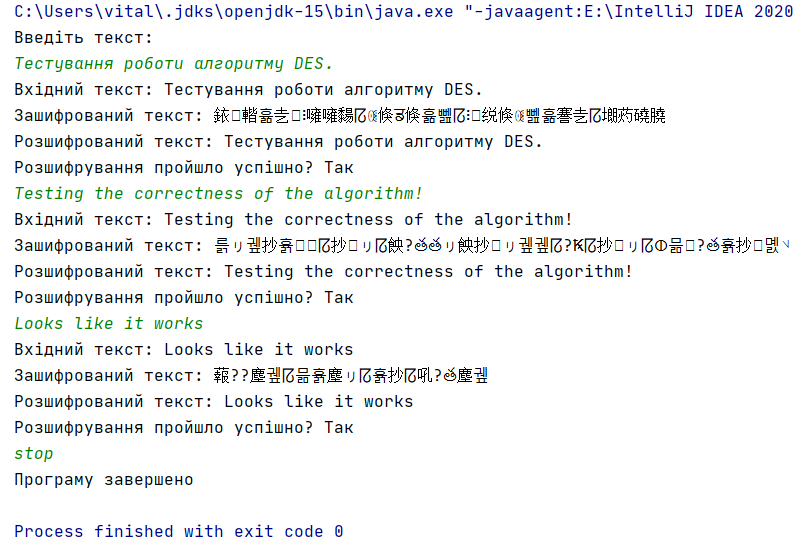 C:\Users\vital\.jdks\openjdk-15\bin\java.exe "-javaagent:E:\IntelliJ IDEA 2020
Введіть текст:
Тестування роботи алгоритму DES.
Вхідний текст: Тестування роботи алгоритму DES.
Зашифрований текст:
Розшифрований текст: Тестування роботи алгоритму DES.
Розшифрування пройшло успішно? Так
Testing the correctness of the algorithm!
Вхідний текст: Testing the correctness of the algorithm!
Зашифрований текст:
Розшифрований текст: Testing the correctness of the algorithm!
Розшифрування пройшло успішно? Так
Looks like it works
Вхідний текст: Looks like it works
Зашифрований текст:
Розшифрований текст: Looks like it works
Розшифрування пройшло успішно? Так
stop
Програму завершено
Process finished with exit code 0